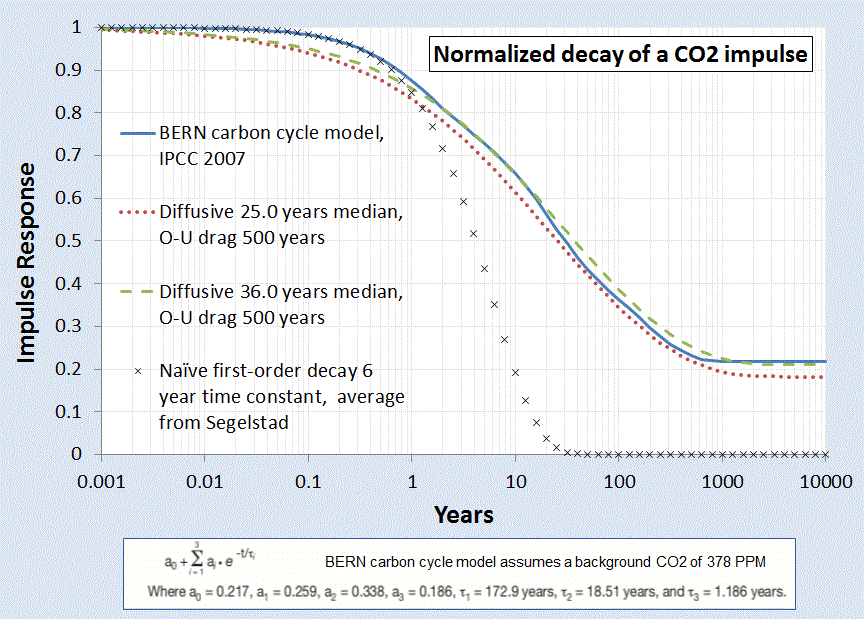 Normalized decay of a CO2 impulse
Impulse Response
1
0.9
0.8
0.7
0.6
0.5
0.4
0.3
0.2
0.1
0
BERN carbon cycle model,
IPCC 2007
Diffusive 25.0 years median,
O-U drag 500 years
Diffusive 36.0 years median,
O-U drag 500 years
Naïve first-order decay 6
year time constant, average
from Segelstad
0.001 0.01 0.1 1 10 100 1000 10000
Years
a₀ + 3∑i=1 aᵢ • e -t/τᵢ BERN carbon cycle model assumes a background CO2 of 378 PPM
Where a₀ = 0.217, a₁ = 0.259, a₂ = 0.338, a₃ = 0.186, τ₁ = 172.9 years, τ₂ = 18.51 years, and τ₃ = 1.186 years.